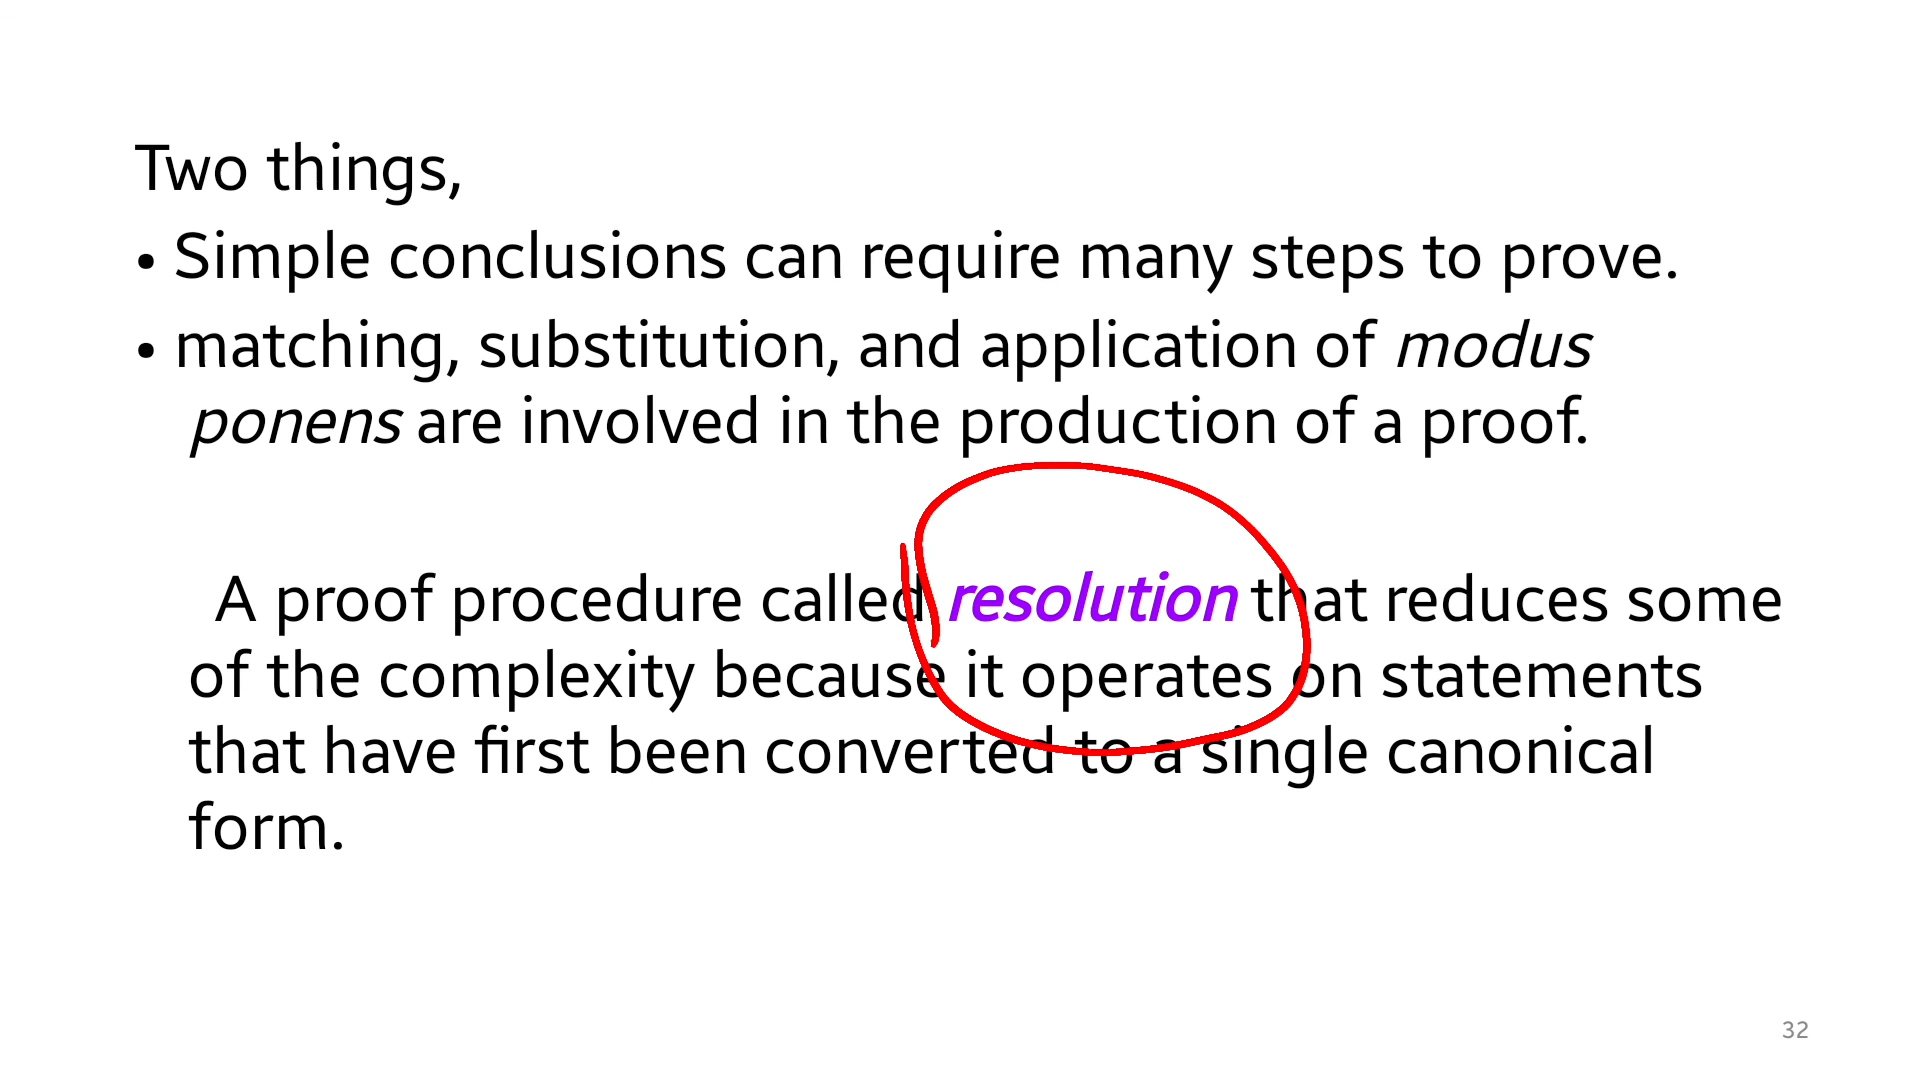 Two things,
• Simple conclusions can require many steps to prove.
• matching, substitution, and application of modus
ponens are involved in the production of a proof.
A proof procedure called resolution that reduces some
of the complexity because it operates on statements
that have first been converted to a single canonical
form.
32